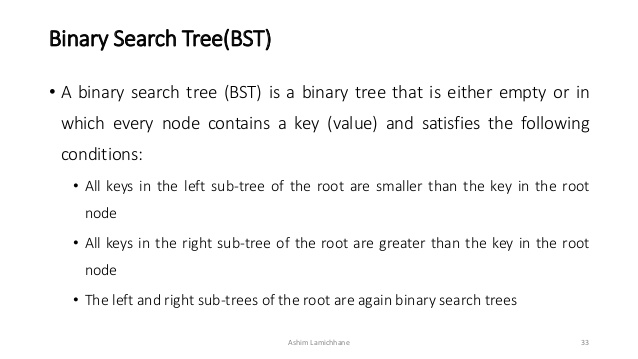 Binary Search Tree(BST)
• A binary search tree (BST) is a binary tree that is either empty or in
which every node contains a key (value) and satisfies the following
conditions:
• All keys in the left sub-tree of the root are smaller than the key in the root
node
• All keys in the right sub-tree of the root are greater than the key in the root
node
• The left and right sub-trees of the root are again binary search trees
Ashim Lamichhane 33